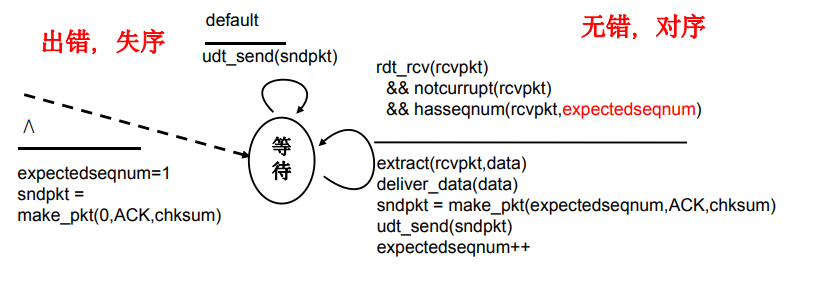 出错，失序
default
udt_send(sndpkt)
无错，对序
rdt_rcv(rcvpkt)
&& notcurrupt(rcvpkt)
&& hasseqnum(rcvpkt,expectedseqnum)
Λ
expectedseqnum=1
sndpkt =
make_pkt(0,ACK,chksum)
等
待
extract(rcvpkt,data)
deliver_data(data)
sndpkt = make_pkt(expectedseqnum,ACK,chksum)
udt_send(sndpkt)
expectedseqnum++